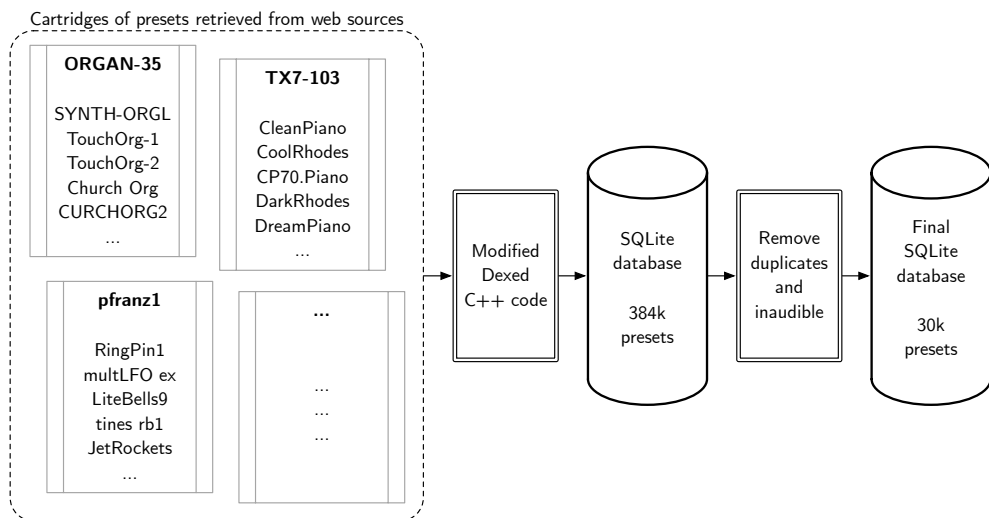 Cartridges of presets retrieved from web sources
ORGAN-35
SYNTH-ORGL
TouchOrg-1
TouchOrg-2
Church Org
CURCHORG2
...
TX7-103
CleanPiano
CoolRhodes
CP70.Piano
DarkRhodes
DreamPiano
...
pfranz1
RingPin1
multLFO ex
LiteBells9
tines rb1
JetRockets
...
...
...
...
...
Modified
Dexed
C++ code
SQLite
database
384k
presets
Remove
duplicates
and
inaudible
Final
SQLite
database
30k
presets